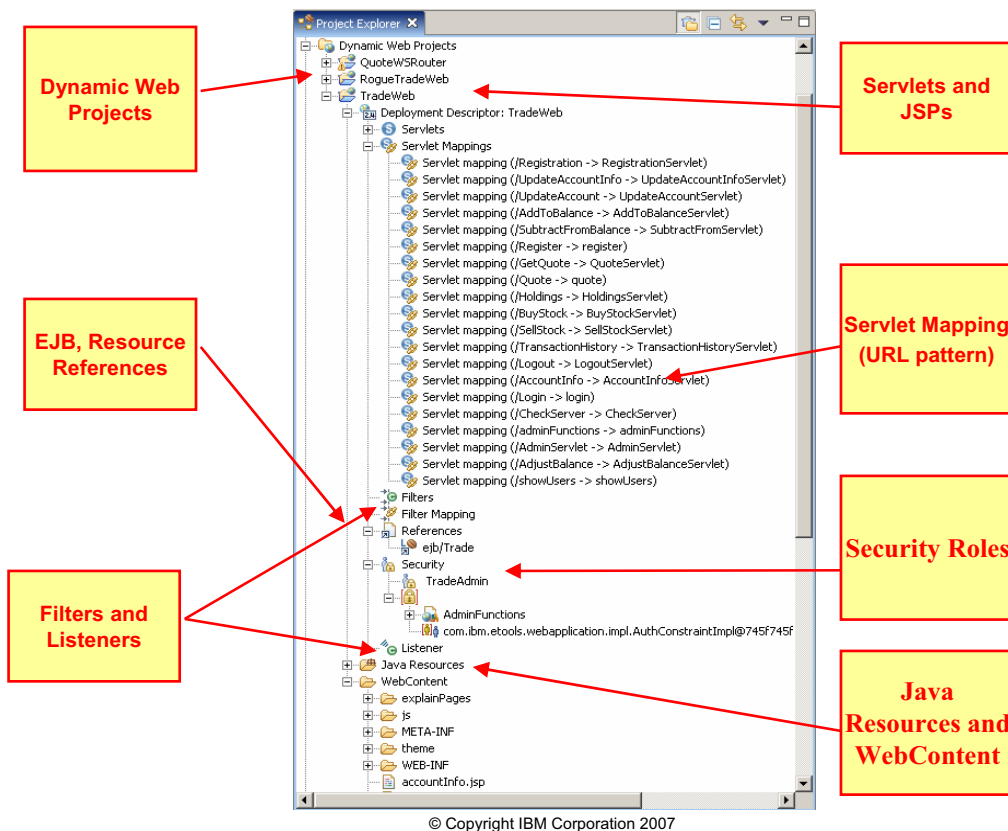 Project Explorer
Dynamic Web Projects
QuoteWSRouter
RogueTradeWeb
TradeWeb
2.4 Deployment Descriptor: TradeWeb
S Servlets
Servlet Mappings
Servlet mapping (/Registration -> RegistrationServlet)
Servlet mapping (/UpdateAccountInfo -> UpdateAccountInfoServlet)
Servlet mapping (/UpdateAccount -> UpdateAccountServlet)
Servlet mapping (/AddToBalance -> AddToBalanceServlet)
Servlet mapping (/SubtractFromBalance -> SubtractFromServlet)
Servlet mapping (/Register -> register)
Servlet mapping (/GetQuote -> QuoteServlet)
Servlet mapping (/Quote -> quote)
Servlet mapping (/Holdings -> HoldingsServlet)
Servlet mapping (/BuyStock -> BuyStockServlet)
Servlet mapping (/SellStock -> SellStockServlet)
Servlet mapping (/TransactionHistory -> TransactionHistoryServlet)
Servlet mapping (/Logout -> LogoutServlet)
Servlet mapping (/AccountInfo -> AccountInfoServlet)
Servlet mapping (/Login -> login)
Servlet mapping (/CheckServer -> CheckServer)
Servlet mapping (/adminFunctions -> adminFunctions)
Servlet mapping (/AdminServlet -> AdminServlet)
Servlet mapping (/AdjustBalance -> AdjustBalanceServlet)
Servlet mapping (/showUsers -> showUsers)
Filters
Filter Mapping
References
ejb/Trade
Security
TradeAdmin
AdminFunctions
com.ibm.etools.webapplication.impl.AuthConstraintImpl@745f745f
Listener
Java Resources
WebContent
explainPages
js
META-INF
theme
WEB-INF
accountInfo.jsp
Dynamic Web
Projects
EJB, Resource
References
Filters and
Listeners
Servlets and
JSPs
Servlet Mapping
(URL pattern)
Security Roles
Java
Resources and
WebContent
© Copyright IBM Corporation 2007